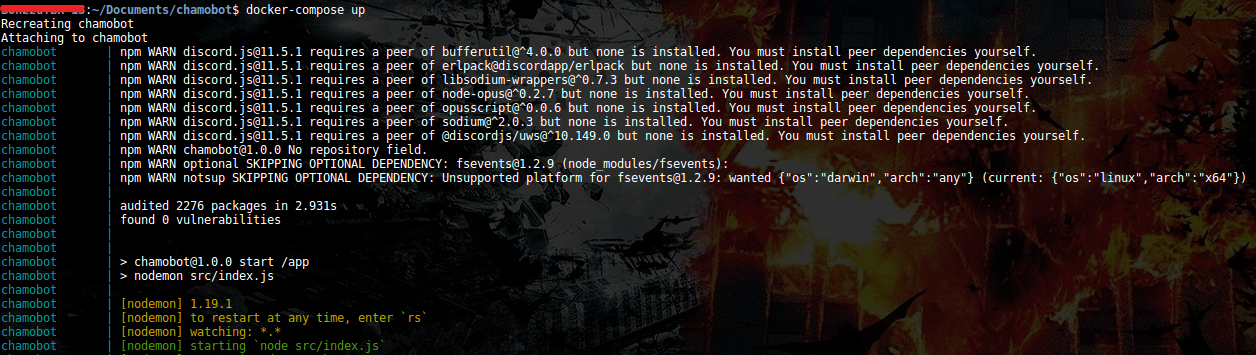 :~/Documents/chamobot$ docker-compose up
Recreating chamobot
Attaching to chamobot
chamobot | npm WARN discord.js@11.5.1 requires a peer of bufferutil@^4.0.0 but none is installed. You must install peer dependencies yourself.
chamobot | npm WARN discord.js@11.5.1 requires a peer of erlpack@discordapp/erlpack but none is installed. You must install peer dependencies yourself.
chamobot | npm WARN discord.js@11.5.1 requires a peer of libsodium-wrappers@^0.7.3 but none is installed. You must install peer dependencies yourself.
chamobot | npm WARN discord.js@11.5.1 requires a peer of node-opus@^0.2.7 but none is installed. You must install peer dependencies yourself.
chamobot | npm WARN discord.js@11.5.1 requires a peer of opusscript@^0.0.6 but none is installed. You must install peer dependencies yourself.
chamobot | npm WARN discord.js@11.5.1 requires a peer of sodium@^2.0.3 but none is installed. You must install peer dependencies yourself.
chamobot | npm WARN discord.js@11.5.1 requires a peer of @discordjs/uws@^10.149.0 but none is installed. You must install peer dependencies yourself.
chamobot | npm WARN chamobot@1.0.0 No repository field.
chamobot | npm WARN optional SKIPPING OPTIONAL DEPENDENCY: fsevents@1.2.9 (node_modules/fsevents):
chamobot | npm WARN notsup SKIPPING OPTIONAL DEPENDENCY: Unsupported platform for fsevents@1.2.9: wanted {"os":"darwin","arch":"any"} (current: {"os":"linux","arch":"x64"})
chamobot |
chamobot | audited 2276 packages in 2.931s
chamobot | found 0 vulnerabilities
chamobot |
chamobot |
chamobot | > chamobot@1.0.0 start /app
chamobot | > nodemon src/index.js
chamobot |
chamobot | [nodemon] 1.19.1
chamobot | [nodemon] to restart at any time, enter `rs`
chamobot | [nodemon] watching: *.*
chamobot | [nodemon] starting `node src/index.js`